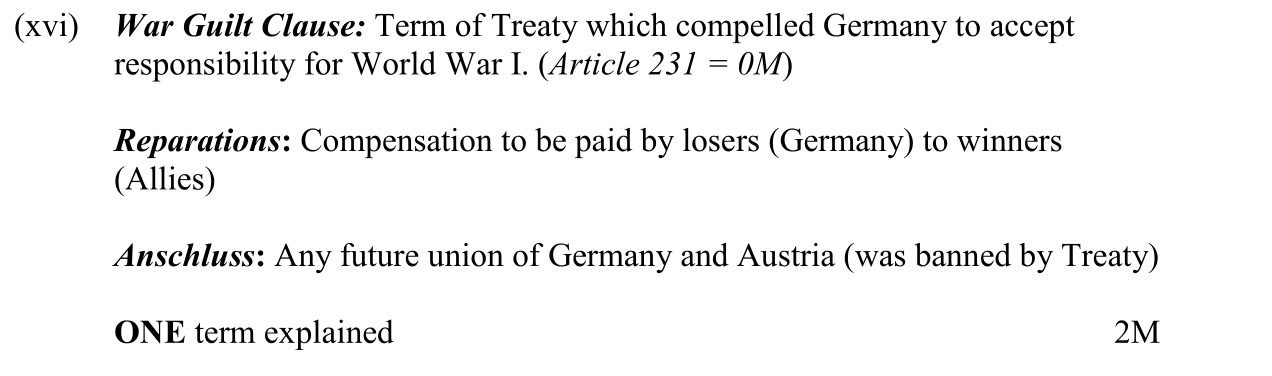 (xvi) War Guilt Clause: Term of Treaty which compelled Germany to accept
responsibility for World War I. (Article 231 = 0M)
Reparations: Compensation to be paid by losers (Germany) to winners
(Allies)
Anschluss: Any future union of Germany and Austria (was banned by Treaty)
ONE term explained 2M